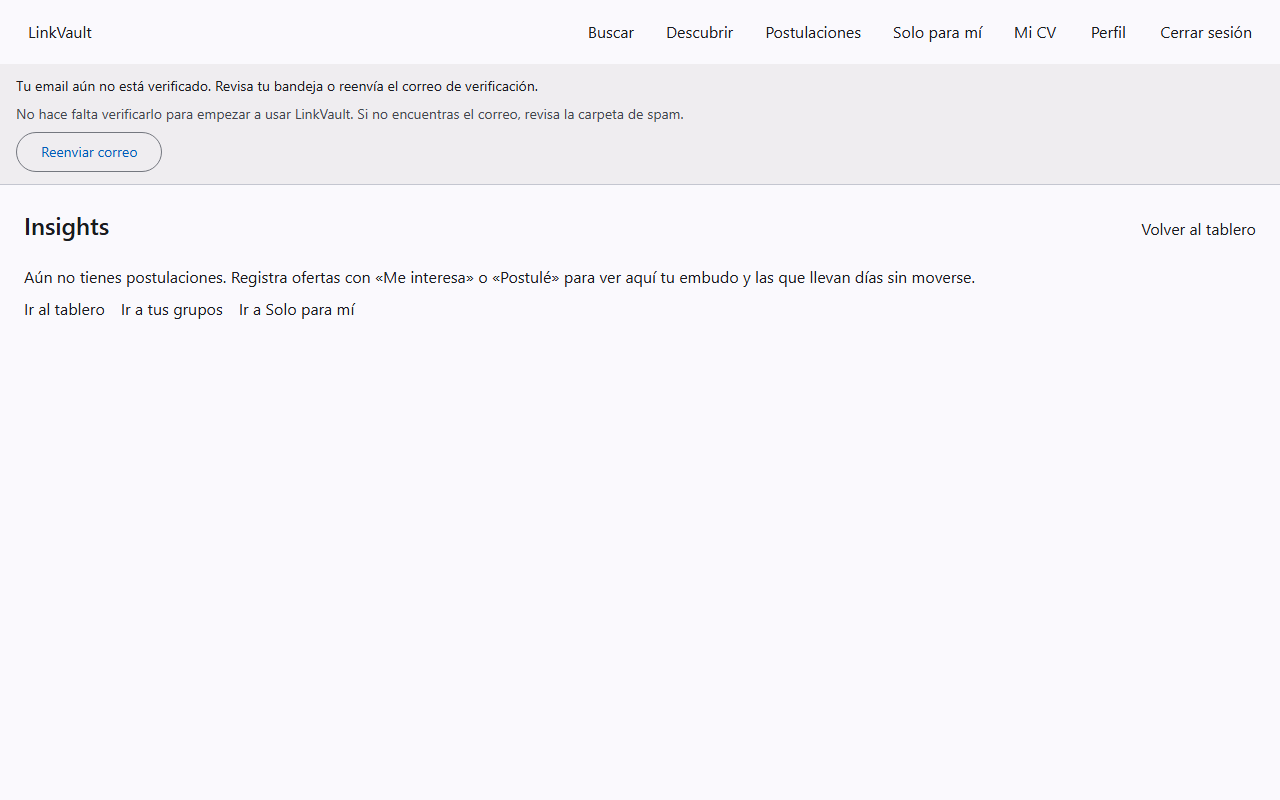 LinkVault
Buscar
Descubrir
Postulaciones
Solo para mí
Mi CV
Perfil
Cerrar sesión
Tu email aún no está verificado. Revisa tu bandeja o reenvía el correo de verificación.
No hace falta verificarlo para empezar a usar LinkVault. Si no encuentras el correo, revisa la carpeta de spam.
Reenviar correo
Insights
Volver al tablero
Aún no tienes postulaciones. Registra ofertas con «Me interesa» o «Postulé» para ver aquí tu embudo y las que llevan días sin moverse.
Ir al tablero
Ir a tus grupos
Ir a Solo para mí